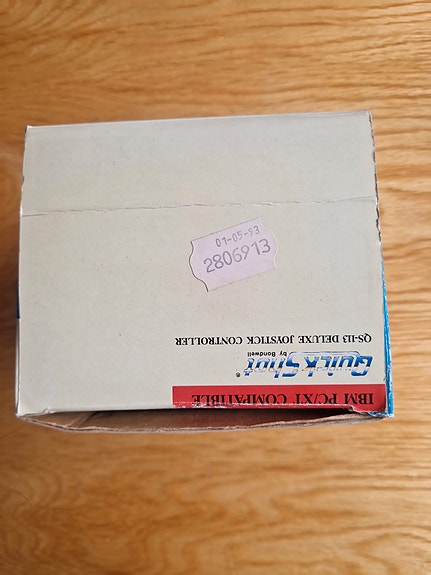 01-05-93
2806913
IBM PC/XT COMPATIBLE
QuickShot®
by Bondwell
QS-113 DELUXE JOYSTICK CONTROLLER